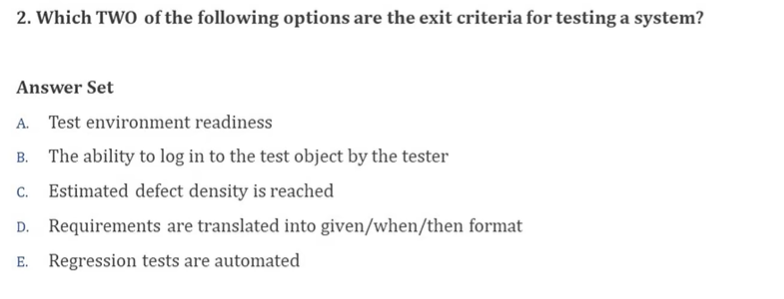 2. Which TWO of the following options are the exit criteria for testing a system?
Answer Set
A. Test environment readiness
B. The ability to log in to the test object by the tester
C. Estimated defect density is reached
D. Requirements are translated into given/when/then format
E. Regression tests are automated